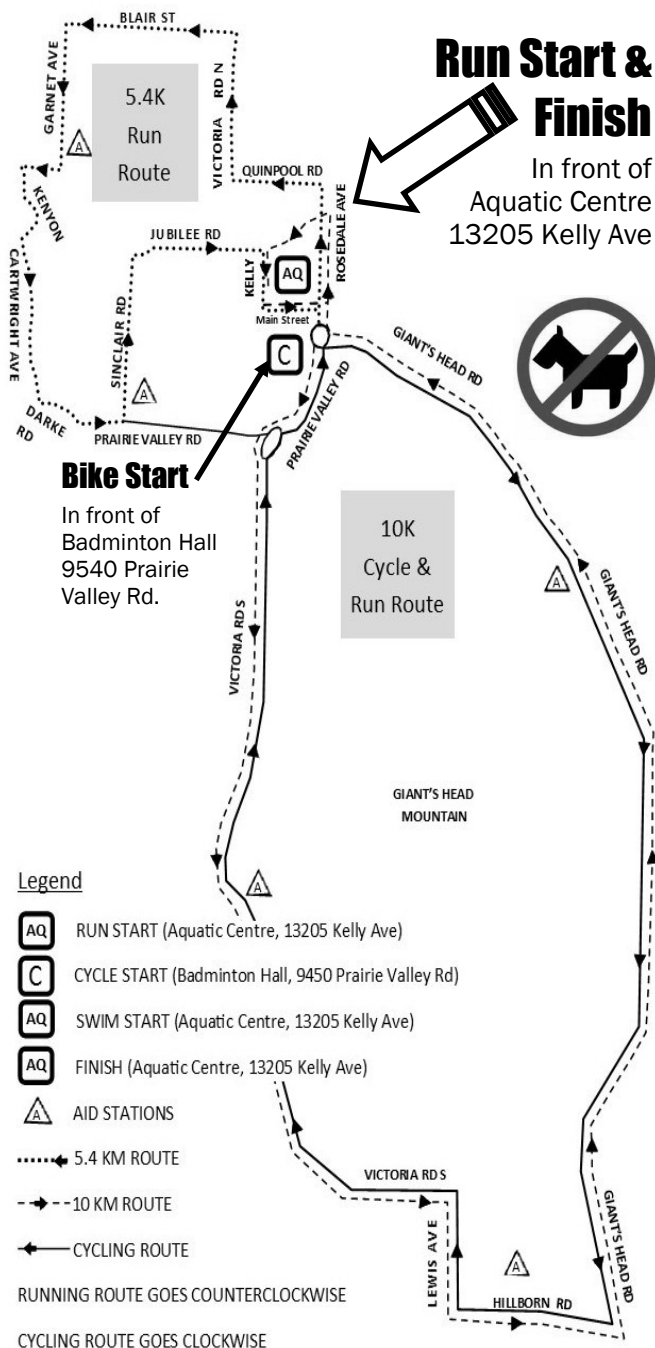 BLAIR ST
GARNET AVE
5.4K
Run
Route
VICTORIA RD N
Run Start &
Finish
In front of
Aquatic Centre
13205 Kelly Ave
A
QUINPOOL RD
KENYON
JUBILEE RD
ROSEDALE AVE
KELLY
AQ
Main Street
CARTWRIGHT AVE
SINCLAIR RD
C
GIANT'S HEAD RD
A
DARKE RD
PRAIRIE VALLEY RD
PRAIRIE VALLEY RD
Bike Start
In front of
Badminton Hall
9540 Prairie
Valley Rd.
10K
Cycle &
Run Route
A
GIANT'S HEAD RD
VICTORIA RD S
GIANT'S HEAD
MOUNTAIN
A
Legend
AQ RUN START (Aquatic Centre, 13205 Kelly Ave)
C CYCLE START (Badminton Hall, 9450 Prairie Valley Rd)
AQ SWIM START (Aquatic Centre, 13205 Kelly Ave)
AQ FINISH (Aquatic Centre, 13205 Kelly Ave)
A AID STATIONS
5.4 KM ROUTE
10 KM ROUTE
CYCLING ROUTE
RUNNING ROUTE GOES COUNTERCLOCKWISE
CYCLING ROUTE GOES CLOCKWISE
VICTORIA RD S
LEWIS AVE
A
HILLBORN RD
GIANT'S HEAD RD